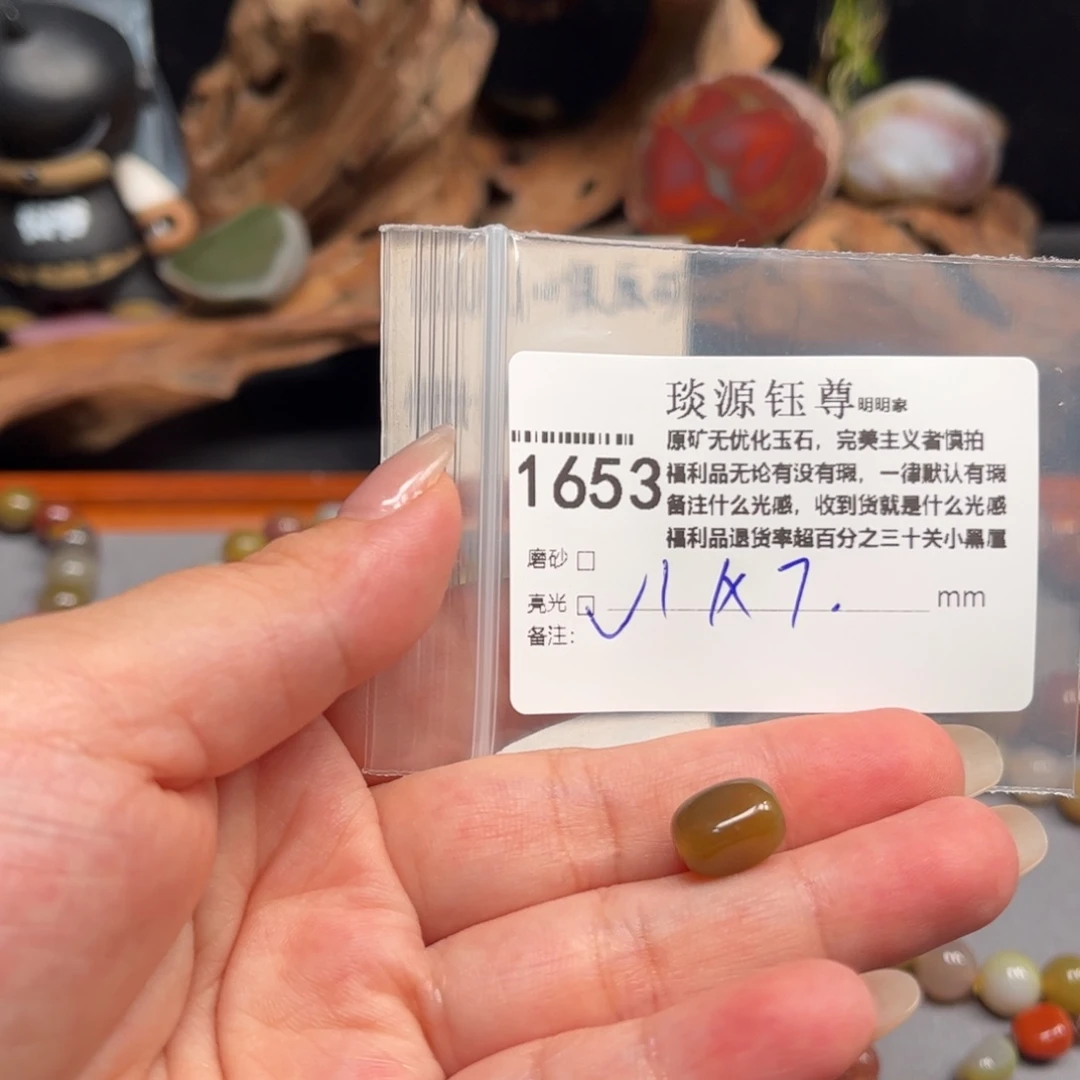 琰源钰尊明明家
原矿无优化玉石，完美主义者慎拍
福利品无论有没有瑕，一律默认有瑕
备注什么光感，收到货就是什么光感
福利品退货率超百分之三十关小黑屋
1653
磨砂 □
亮光 □ ✓ 11x7. mm
备注：